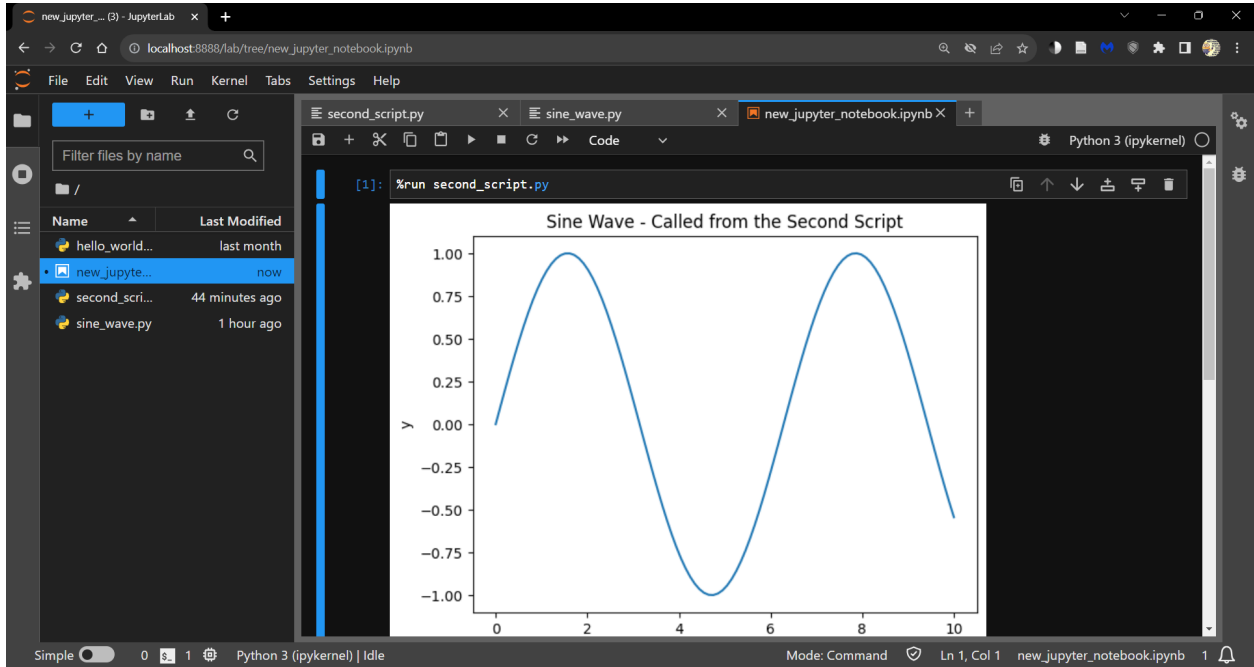 new_jupyter_... (3) - JupyterLab
localhost:8888/lab/tree/new_jupyter_notebook.ipynb
File Edit View Run Kernel Tabs Settings Help
second_script.py
sine_wave.py
new_jupyter_notebook.ipynb
Filter files by name
Code
Python 3 (ipykernel)
/
[1]: %run second_script.py
Name Last Modified
hello_world... last month
new_jupyte... now
second_scri... 44 minutes ago
sine_wave.py 1 hour ago
Sine Wave - Called from the Second Script
1.00
0.75
0.50
0.25
0.00
−0.25
−0.50
−0.75
−1.00
y
0 2 4 6 8 10
Simple 0 $_ 1 Python 3 (ipykernel) | Idle Mode: Command Ln 1, Col 1 new_jupyter_notebook.ipynb 1